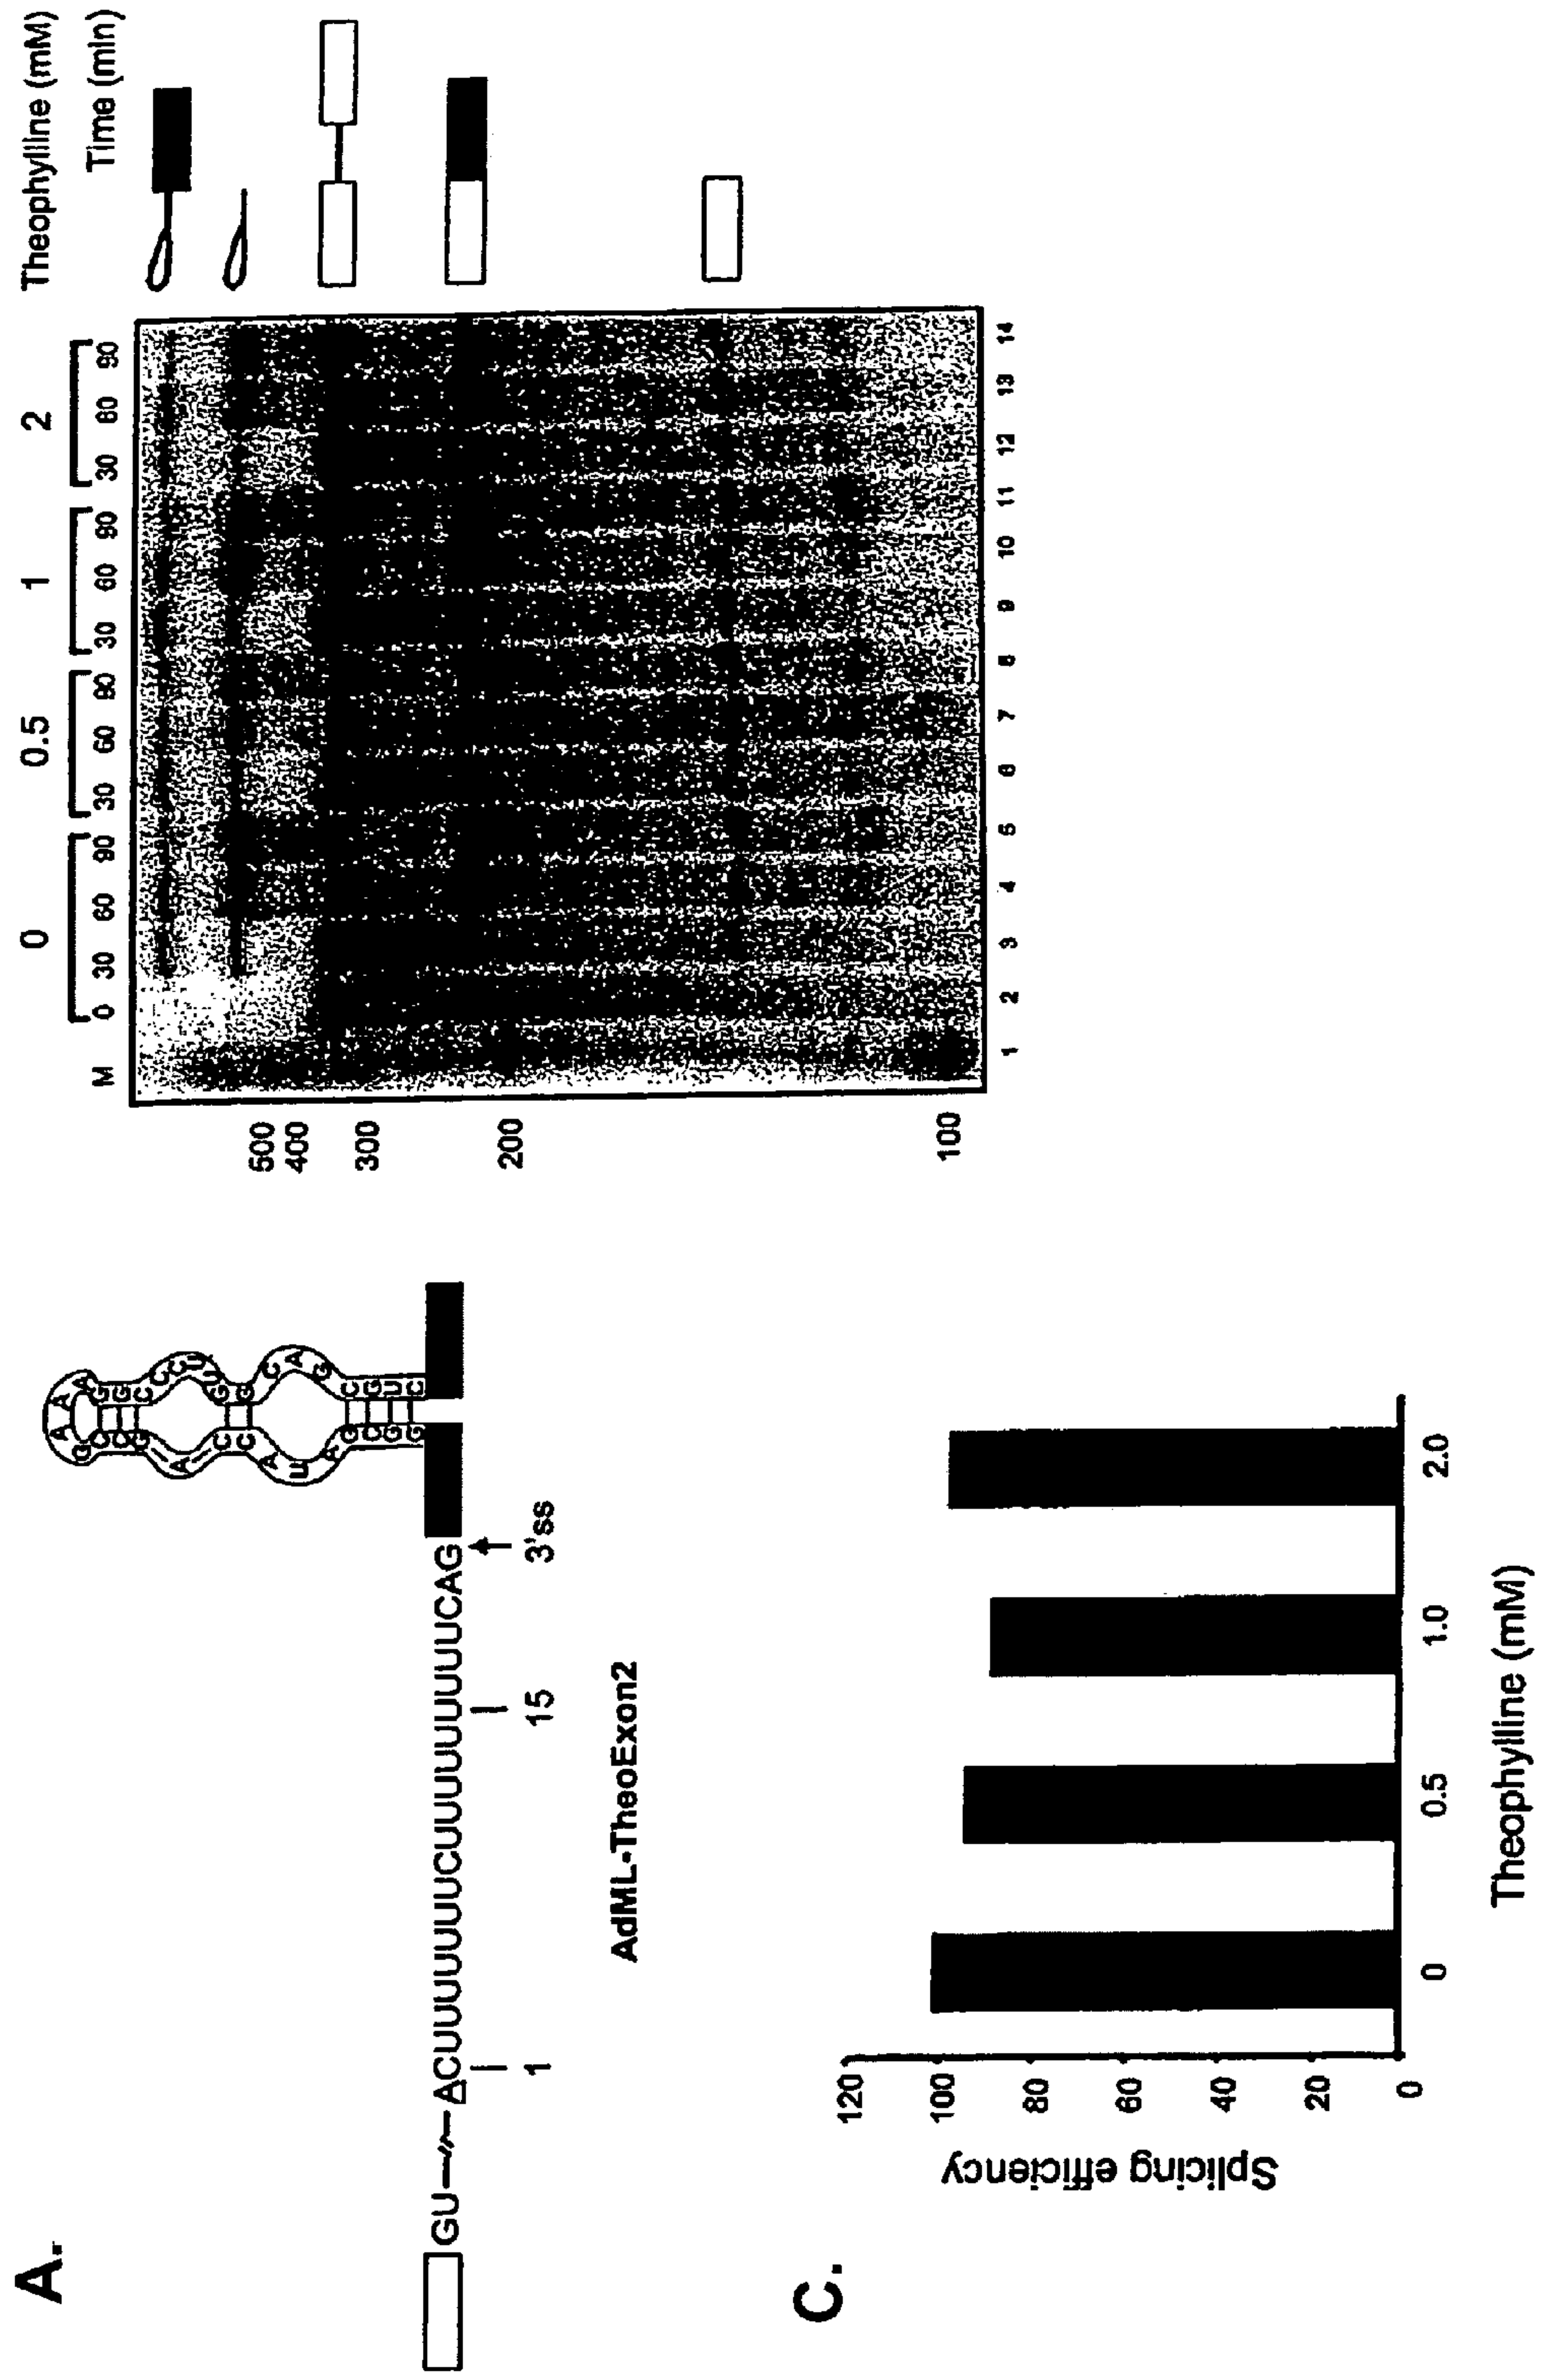 A.
GU
3'ss
1
15
GGCGAUACCAGCCGAAAGGCCCUUGGCAGCGUC
AdML-TheoExon2
0 0.5 1 2 Theophylline (mM)
M 0 30 60 90 30 60 90 30 60 90 30 60 90 Time (min)
500
400
300
200
100
1 2 3 4 5 6 7 8 9 10 11 12 13 14
C.
Splicing efficiency
120
100
80
60
40
20
0
0 0.5 1.0 2.0
Theophylline (mM)